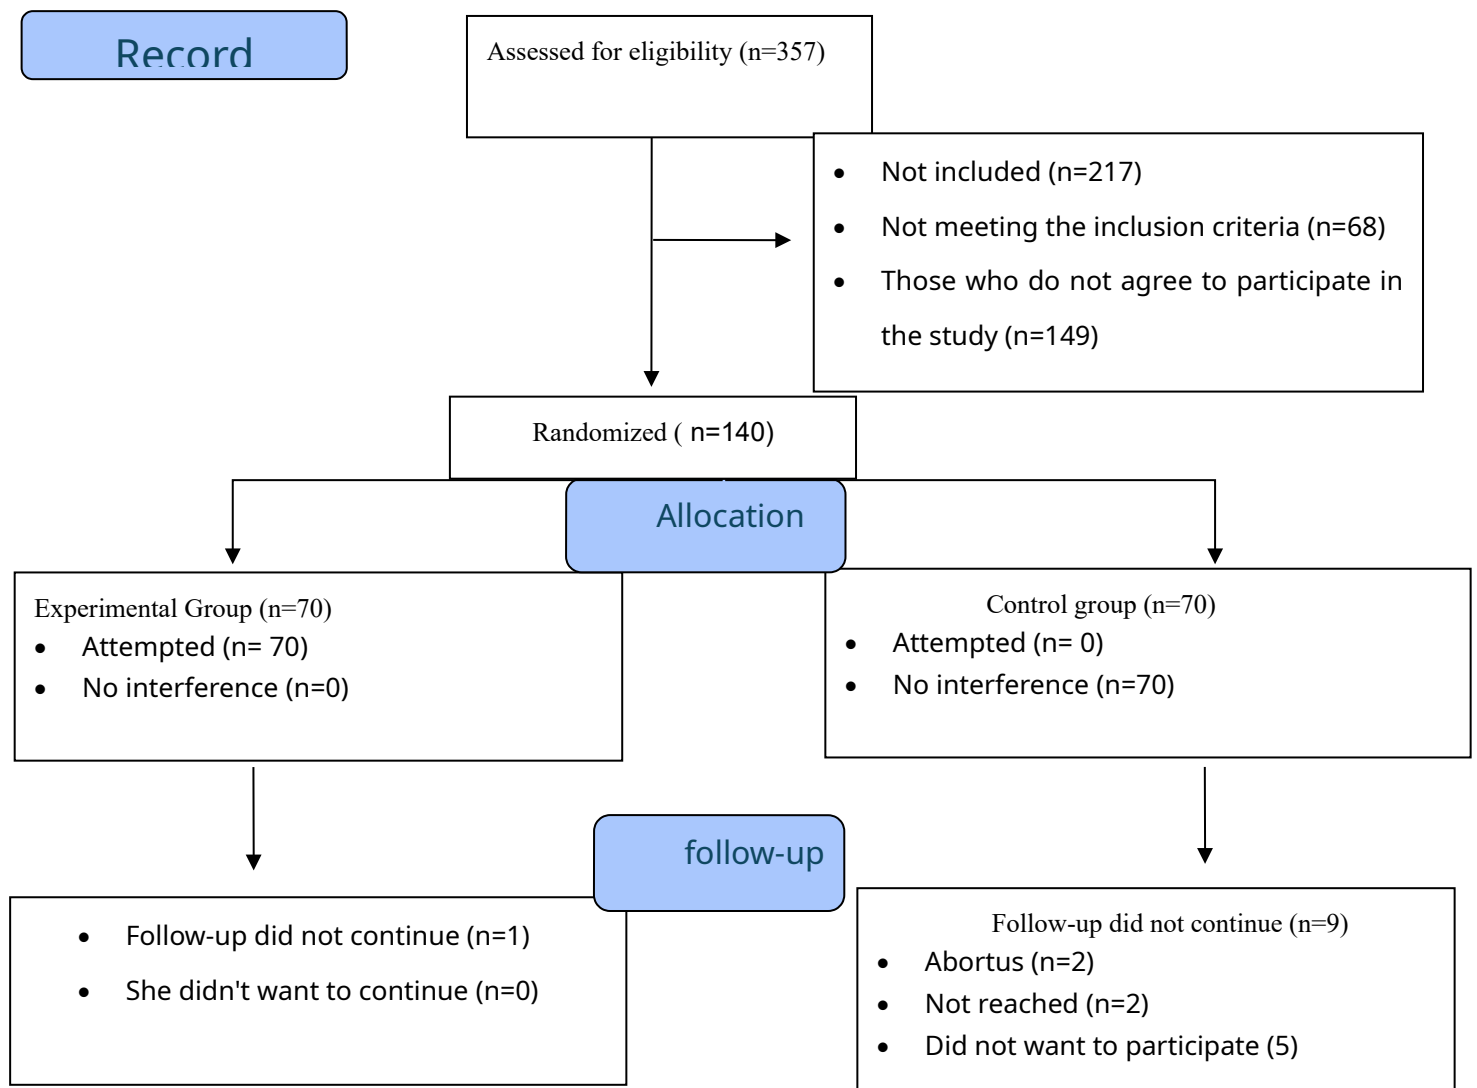 Record
Assessed for eligibility (n=357)
• Not included (n=217)
• Not meeting the inclusion criteria (n=68)
• Those who do not agree to participate in
the study (n=149)
Randomized ( n=140)
Allocation
Experimental Group (n=70)
• Attempted (n= 70)
• No interference (n=0)
Control group (n=70)
• Attempted (n= 0)
• No interference (n=70)
follow-up
• Follow-up did not continue (n=1)
• She didn't want to continue (n=0)
Follow-up did not continue (n=9)
• Abortus (n=2)
• Not reached (n=2)
• Did not want to participate (5)